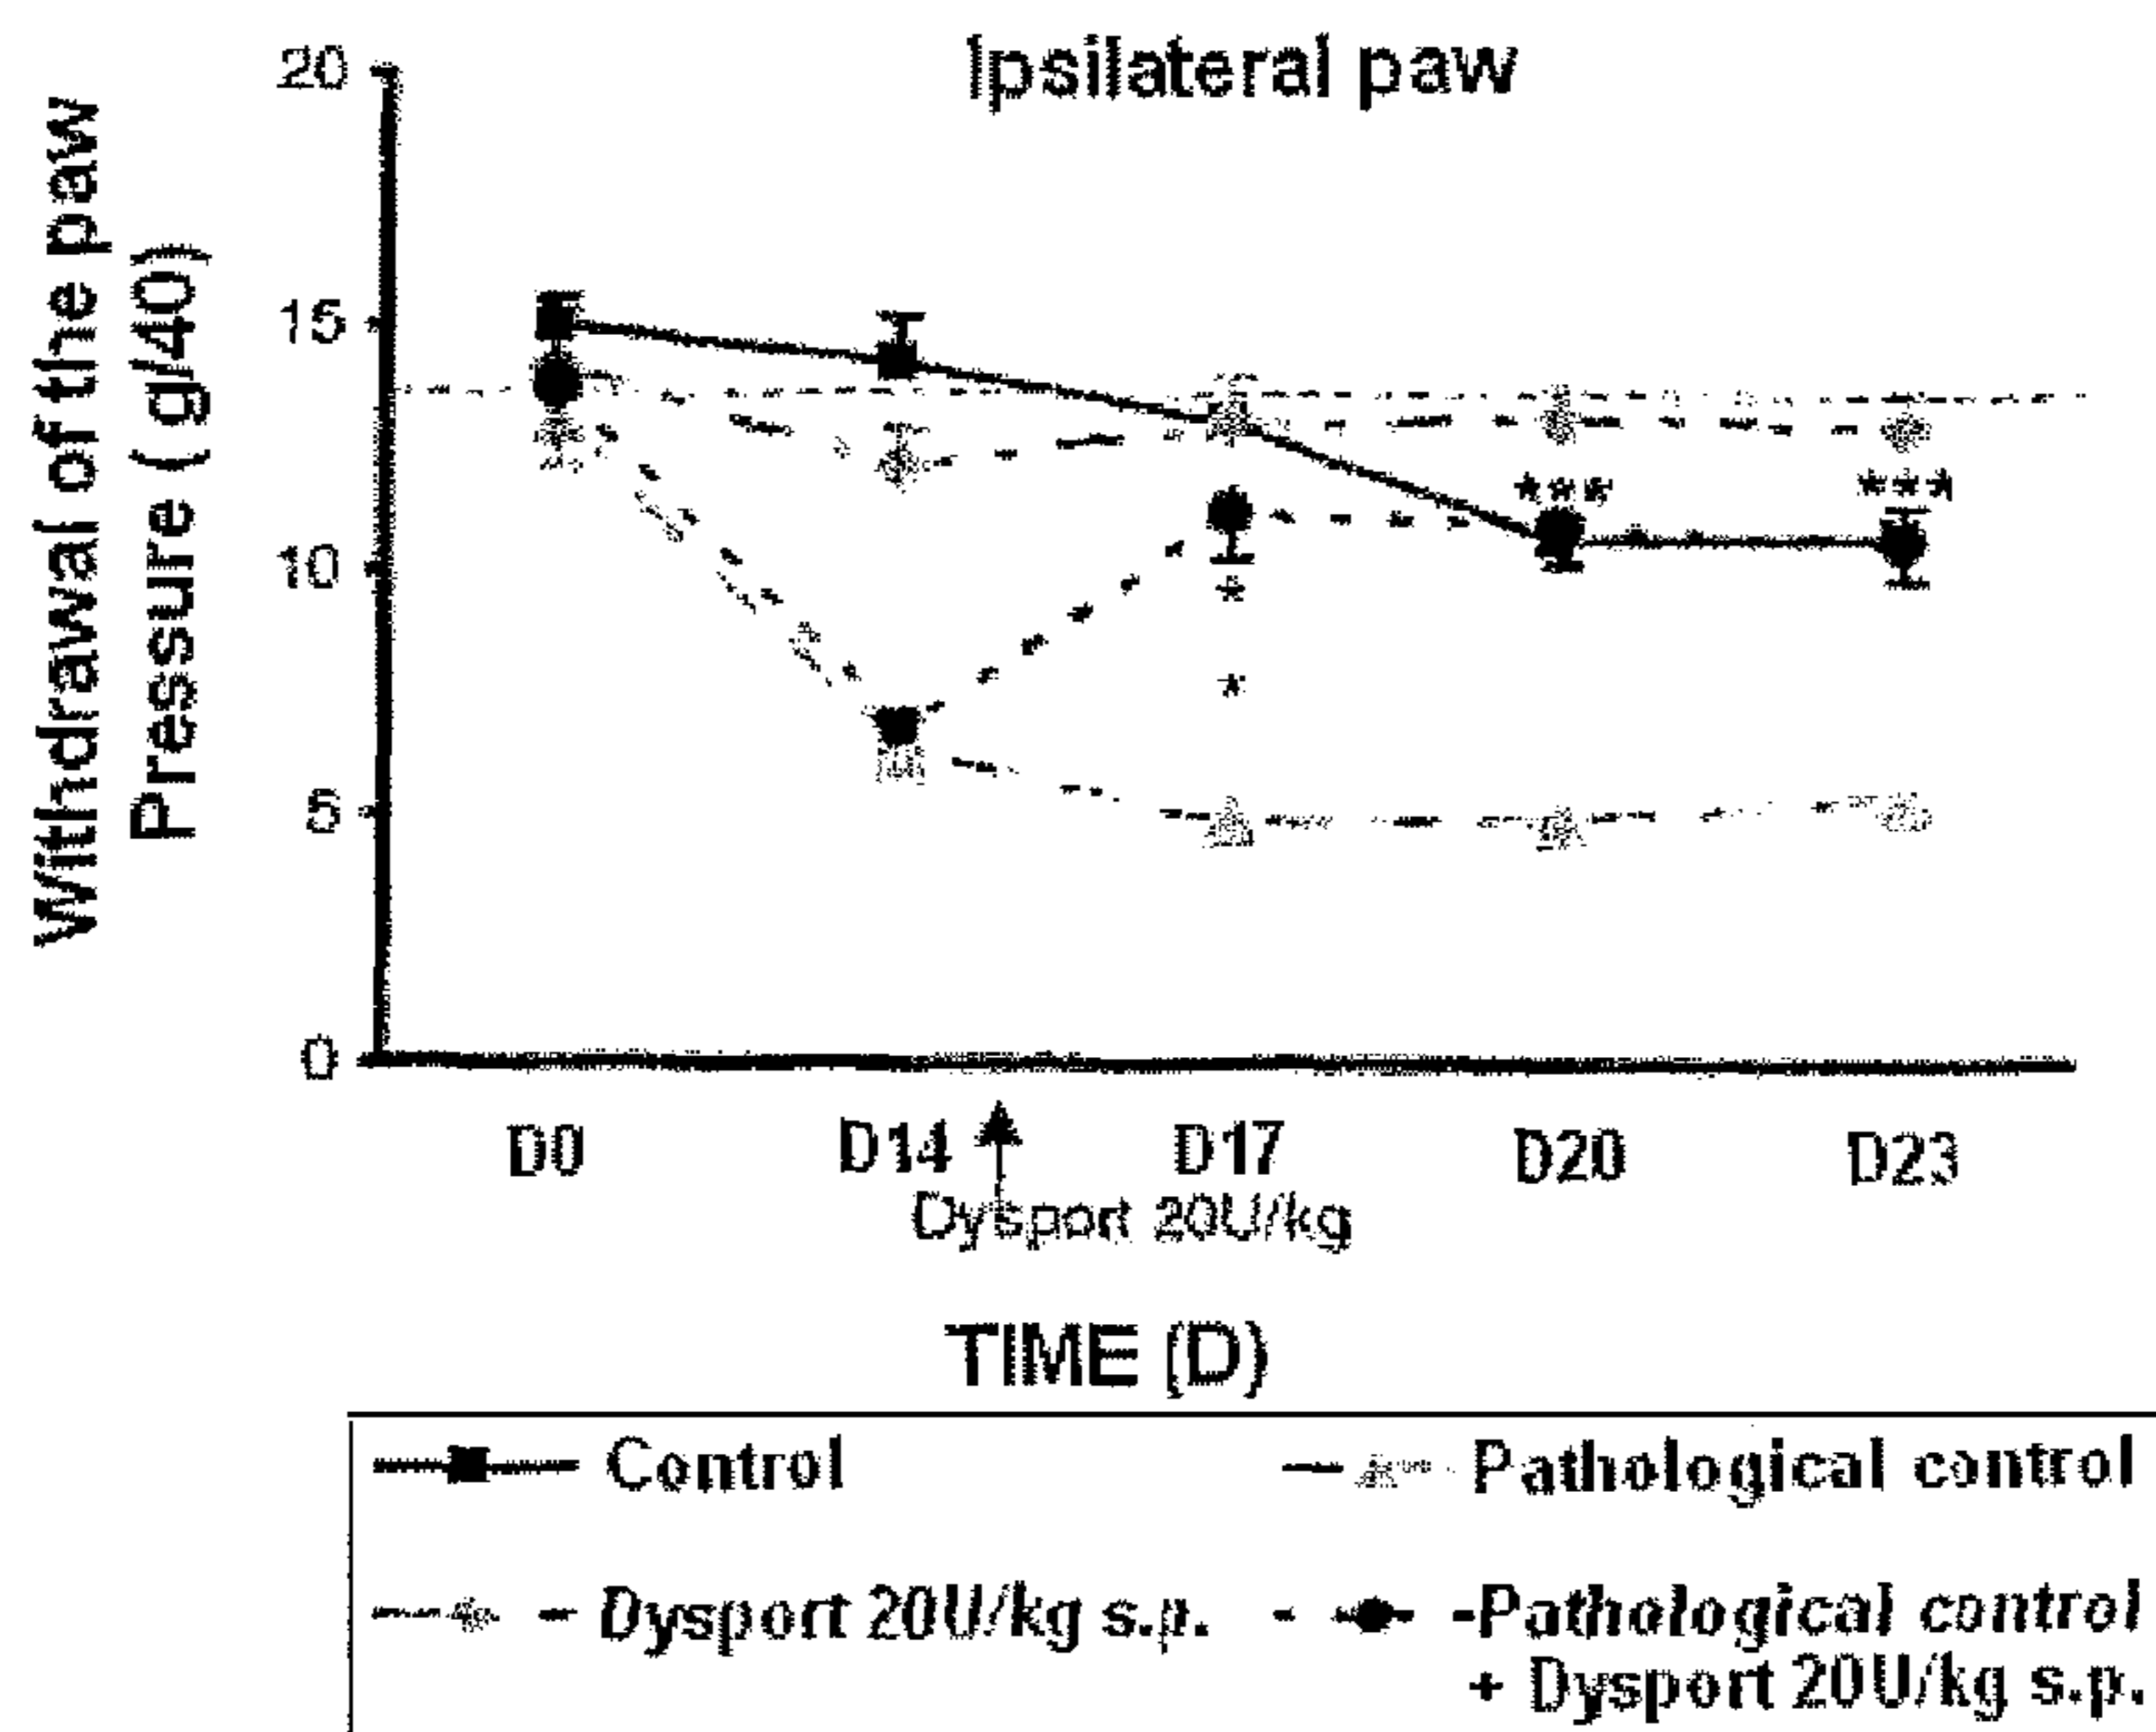 Ipsilateral paw
Withdrawal of the paw
Pressure ( g/40)
20
15
10
5
0
***
***
*
*
D0
D14
D17
D20
D23
Dysport 20U/kg
TIME (D)
Control
Pathological control
Dysport 20U/kg s.p.
-Pathological control
+ Dysport 20U/kg s.p.